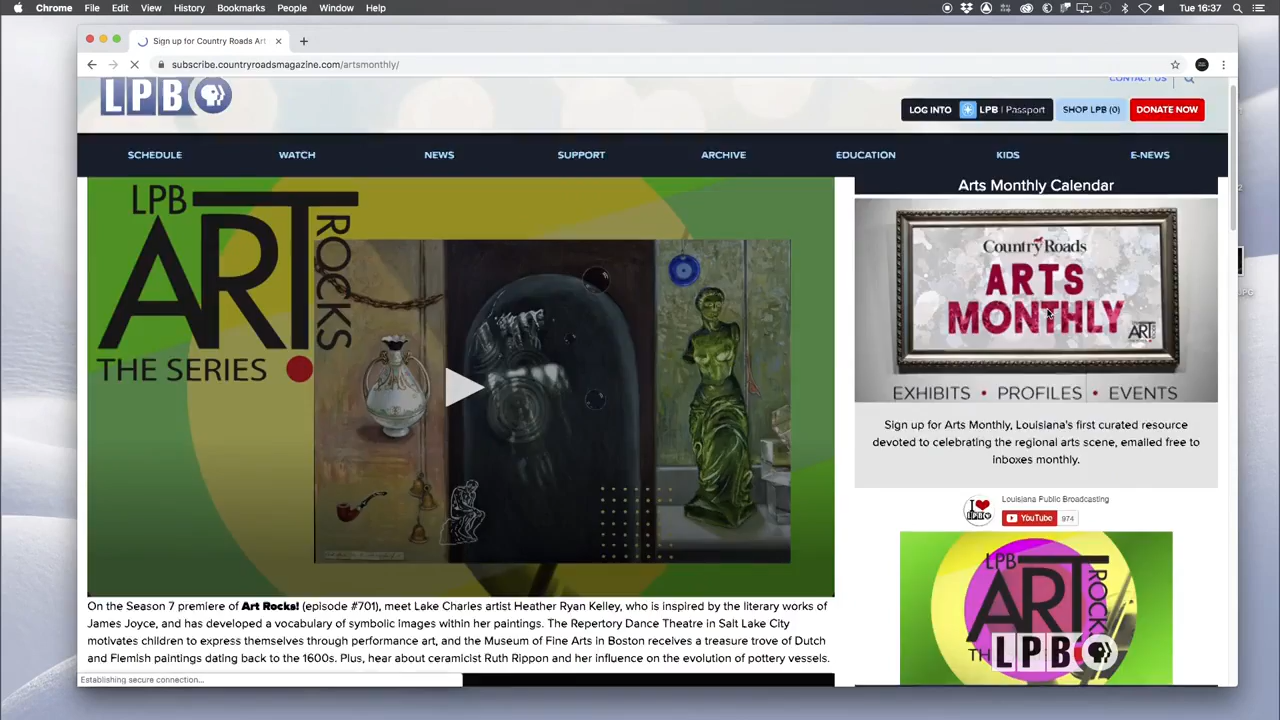 Chrome File Edit View History Bookmarks People Window Help Tue 16:37
Sign up for Country Roads Art
subscribe.countryroadsmagazine.com/artsmonthly/
CONTACT US
LPB
LOG INTO LPB | Passport SHOP LPB (0) DONATE NOW
SCHEDULE WATCH NEWS SUPPORT ARCHIVE EDUCATION KIDS E-NEWS
LPB
ART ROCKS
THE SERIES
Arts Monthly Calendar
Country Roads
ARTS
MONTHLY
ART ROCKS
EXHIBITS • PROFILES • EVENTS
Sign up for Arts Monthly, Louisiana's first curated resource
devoted to celebrating the regional arts scene, emailed free to
inboxes monthly.
I LPB
Louisiana Public Broadcasting
YouTube 974
LPB
ART ROCKS
TH
LPB
On the Season 7 premiere of Art Rocks! (episode #701), meet Lake Charles artist Heather Ryan Kelley, who is inspired by the literary works of
James Joyce, and has developed a vocabulary of symbolic images within her paintings. The Repertory Dance Theatre in Salt Lake City
motivates children to express themselves through performance art, and the Museum of Fine Arts in Boston receives a treasure trove of Dutch
and Flemish paintings dating back to the 1600s. Plus, hear about ceramicist Ruth Rippon and her influence on the evolution of pottery vessels.
Establishing secure connection...